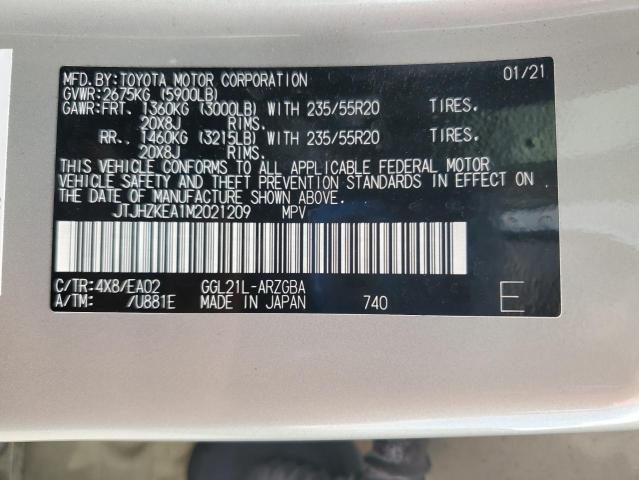 MFD.BY:TOYOTA MOTOR CORPORATION 01/21
GVWR:2675KG (5900LB)
GAWR:FRT. 1360KG (3000LB) WITH 235/55R20 TIRES.
20X8J RIMS.
RR., 1460KG (3215LB) WITH 235/55R20 TIRES.
20X8J RIMS.
THIS VEHICLE CONFORMS TO ALL APPLICABLE FEDERAL MOTOR
VEHICLE SAFETY AND THEFT PREVENTION STANDARDS IN EFFECT ON
THE DATE OF MANUFACTURE SHOWN ABOVE.
JTJHZKEA1M2021209 MPV
C/TR:4X8/EA02 GGL21L-ARZGBA
A/TM: /U881E MADE IN JAPAN 740 E